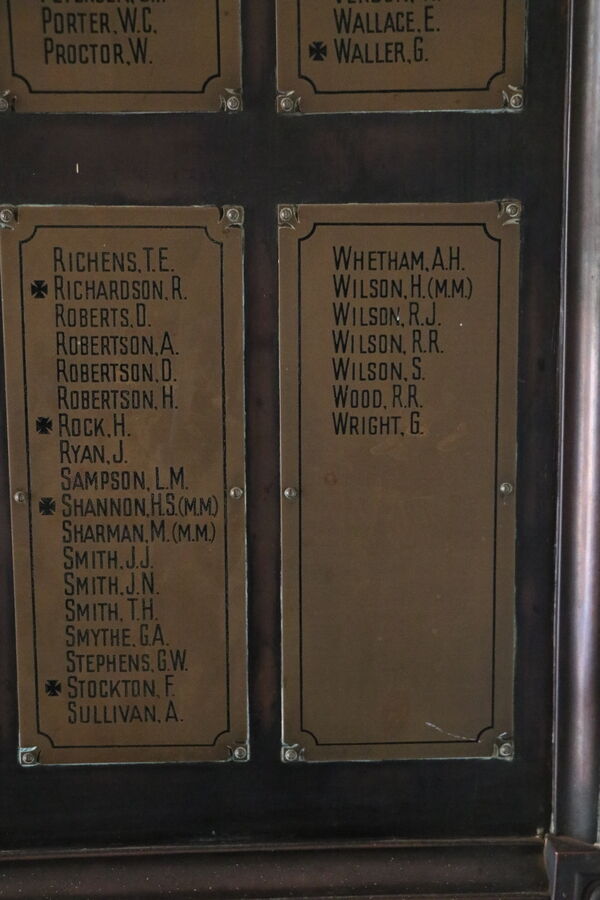 PORTER, W.C.
PROCTOR, W.
WALLACE, E.
✠ WALLER, G.
RICHENS, T.E.
✠ RICHARDSON, R.
ROBERTS, D.
ROBERTSON, A.
ROBERTSON, D.
ROBERTSON, H.
✠ ROCK, H.
RYAN, J.
SAMPSON, L.M.
✠ SHANNON, H.S. (M.M.)
SHARMAN, M. (M.M.)
SMITH, J.J.
SMITH, J.N.
SMITH, T.H.
SMYTHE, G.A.
STEPHENS, G.W.
✠ STOCKTON, F.
SULLIVAN, A.
WHETHAM, A.H.
WILSON, H. (M.M.)
WILSON, R.J.
WILSON, R.R.
WILSON, S.
WOOD, R.R.
WRIGHT, G.